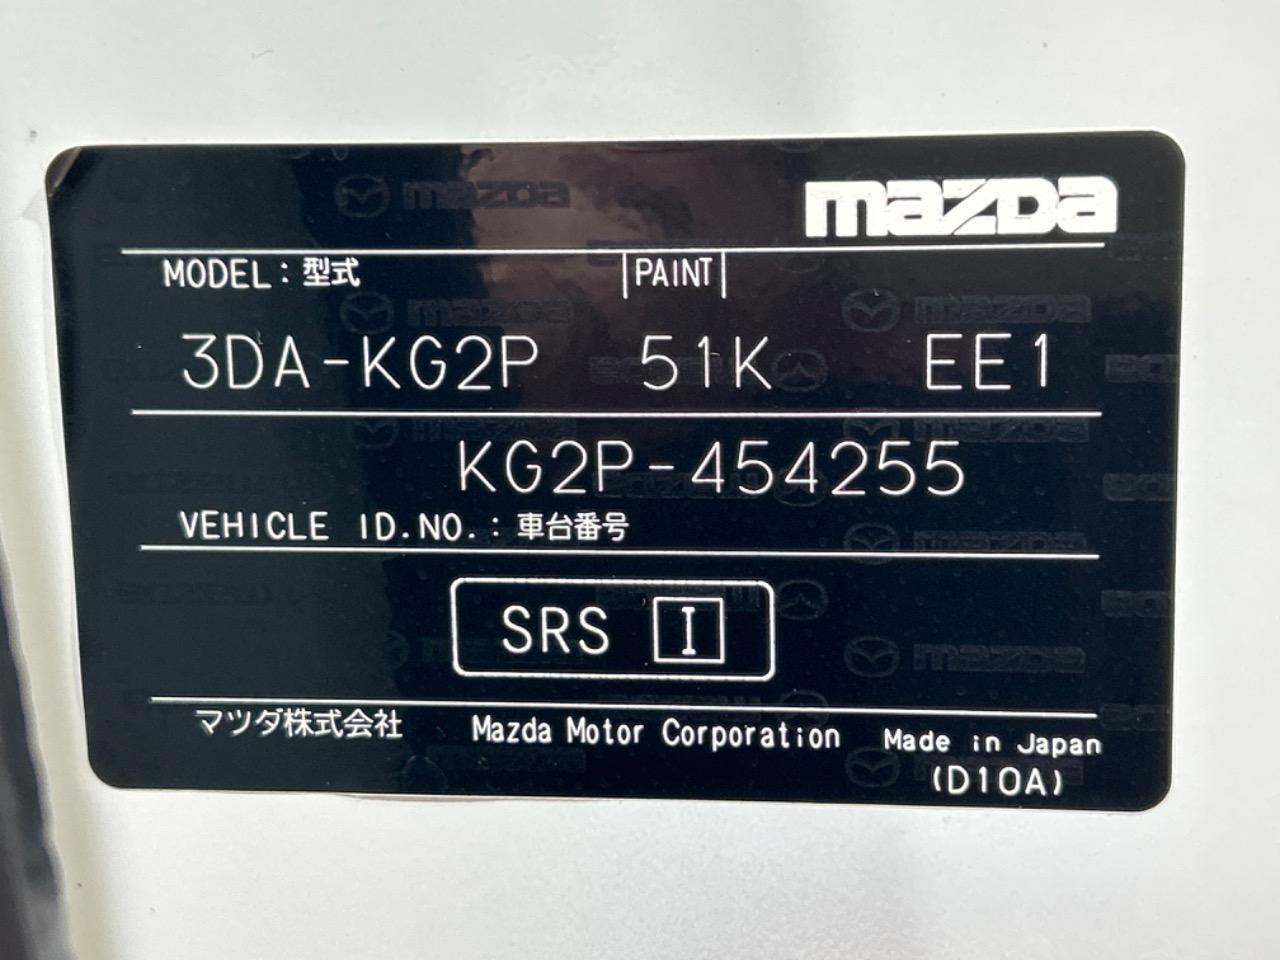 mazda
MODEL : 型式 PAINT
3DA-KG2P 51K EE1
KG2P-454255
VEHICLE ID.NO. : 車台番号
SRS I
マツダ株式会社 Mazda Motor Corporation Made in Japan
(D10A)